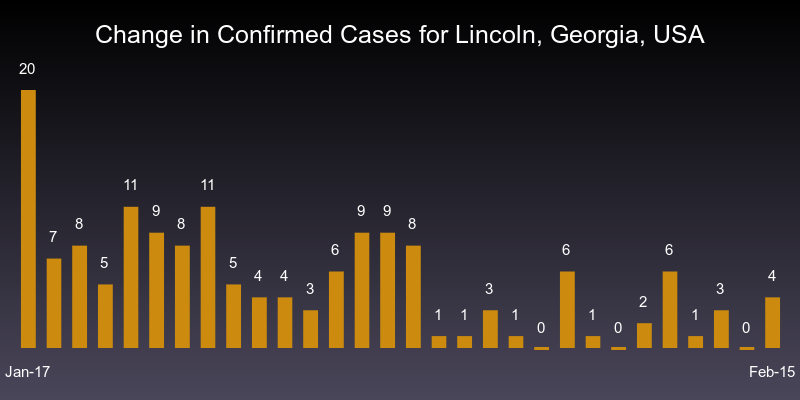 Change in Confirmed Cases for Lincoln, Georgia, USA
20 7 8 5 11 9 8 11 5 4 4 3 6 9 9 8 1 1 3 1 0 6 1 0 2 6 1 3 0 4
Jan-17 Feb-15